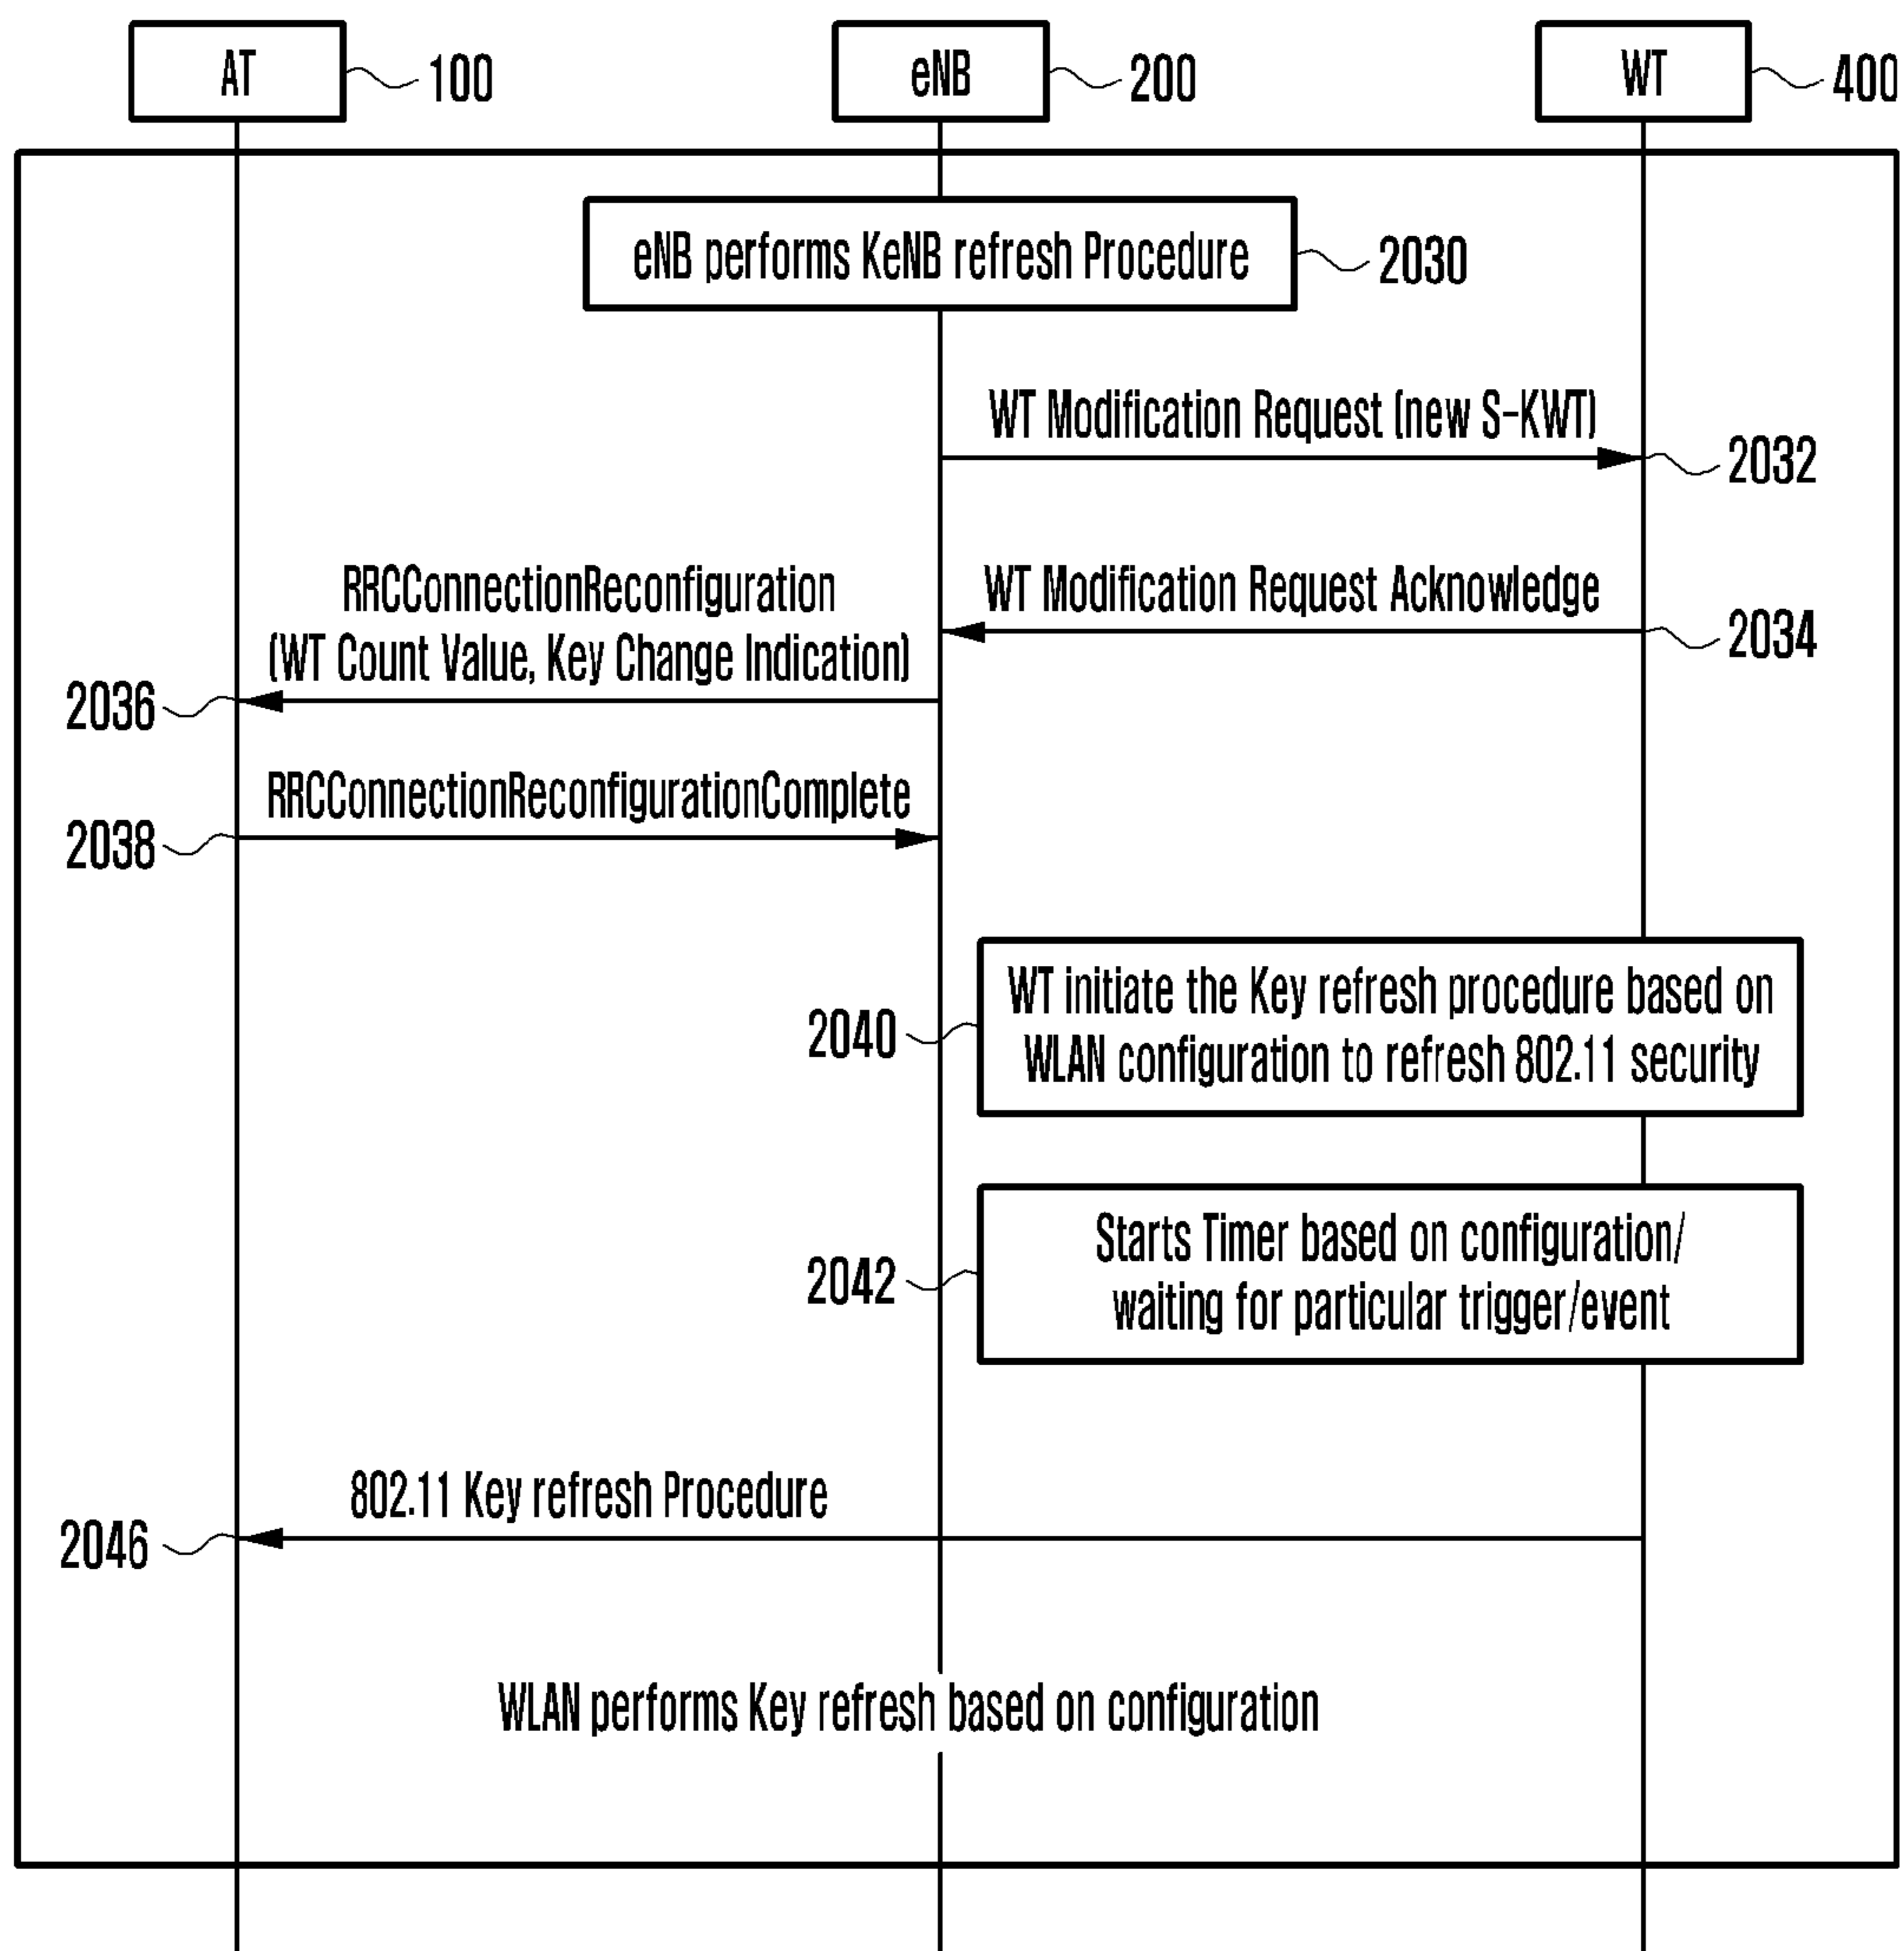 AT
100
eNB
200
WT
400
eNB performs KeNB refresh Procedure
2030
WT Modification Request (new S-KWT)
2032
WT Modification Request Acknowledge
2034
RRCConnectionReconfiguration
(WT Count Value, Key Change Indication)
2036
RRCConnectionReconfigurationComplete
2038
WT initiate the Key refresh procedure based on
WLAN configuration to refresh 802.11 security
2040
Starts Timer based on configuration/
waiting for particular trigger/event
2042
802.11 Key refresh Procedure
2046
WLAN performs Key refresh based on configuration